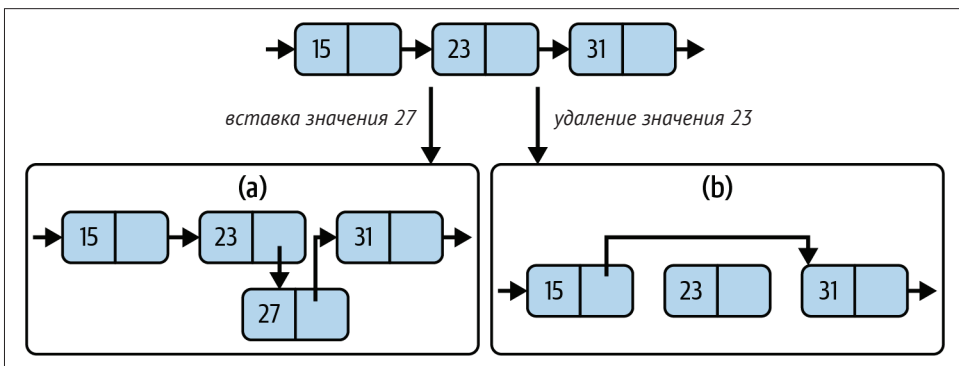 15 23 31
вставка значения 27 удаление значения 23
(a)
15 23 31
27
(b)
15 23 31